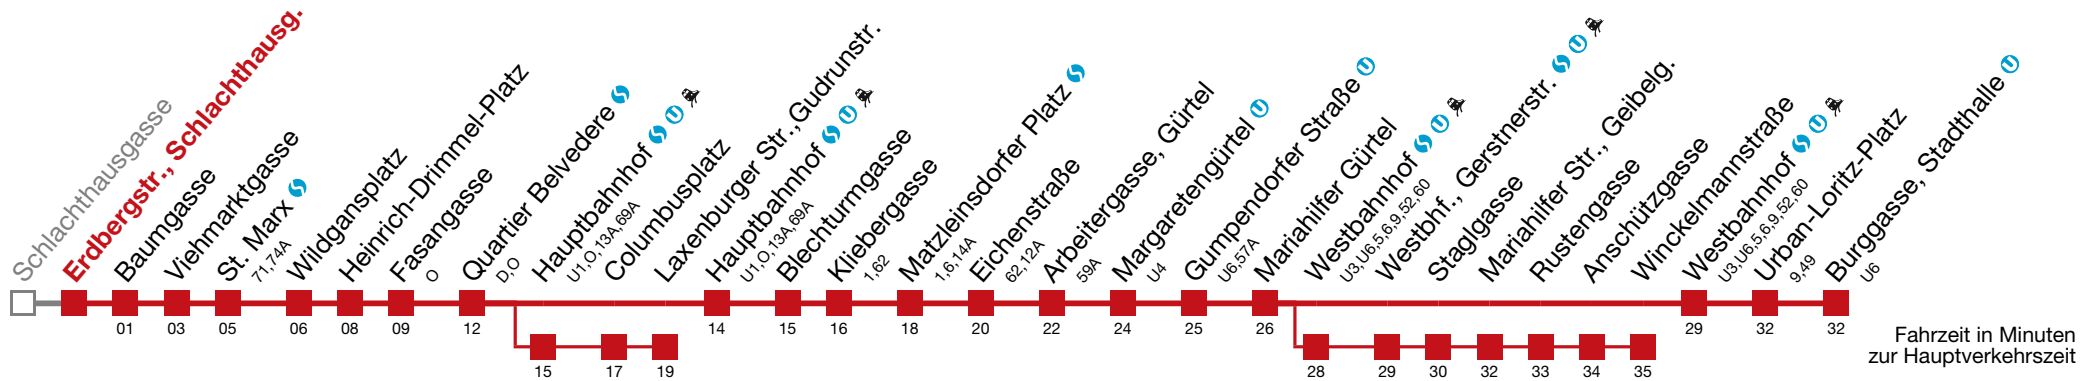 Schlachthausgasse
Erdbergstr., Schlachthausg.
Baumgasse
01
Viehmarktgasse
03
St. Marx
71,74A
05
Wildgansplatz
06
Heinrich-Drimmel-Platz
08
Fasangasse
O
09
Quartier Belvedere
D,O
12
Hauptbahnhof
U1,O,13A,69A
15
Columbusplatz
17
Laxenburger Str.,Gudrunstr.
19
Hauptbahnhof
U1,O,13A,69A
14
Blechturmgasse
15
Kliebergasse
1,62
16
Matzleinsdorfer Platz
1,6,14A
18
Eichenstraße
62,12A
20
Arbeitergasse, Gürtel
59A
22
Margaretengürtel
U4
24
Gumpendorfer Straße
U6,57A
25
Mariahilfer Gürtel
26
Westbahnhof
U3,U6,5,6,9,52,60
28
Westbhf., Gerstnerstr.
29
Staglgasse
30
Mariahilfer Str., Geibelg.
32
Rustengasse
33
Anschützgasse
34
Winckelmannstraße
35
Westbahnhof
U3,U6,5,6,9,52,60
29
Urban-Loritz-Platz
9,49
32
Burggasse, Stadthalle
U6
32
Fahrzeit in Minuten
zur Hauptverkehrszeit